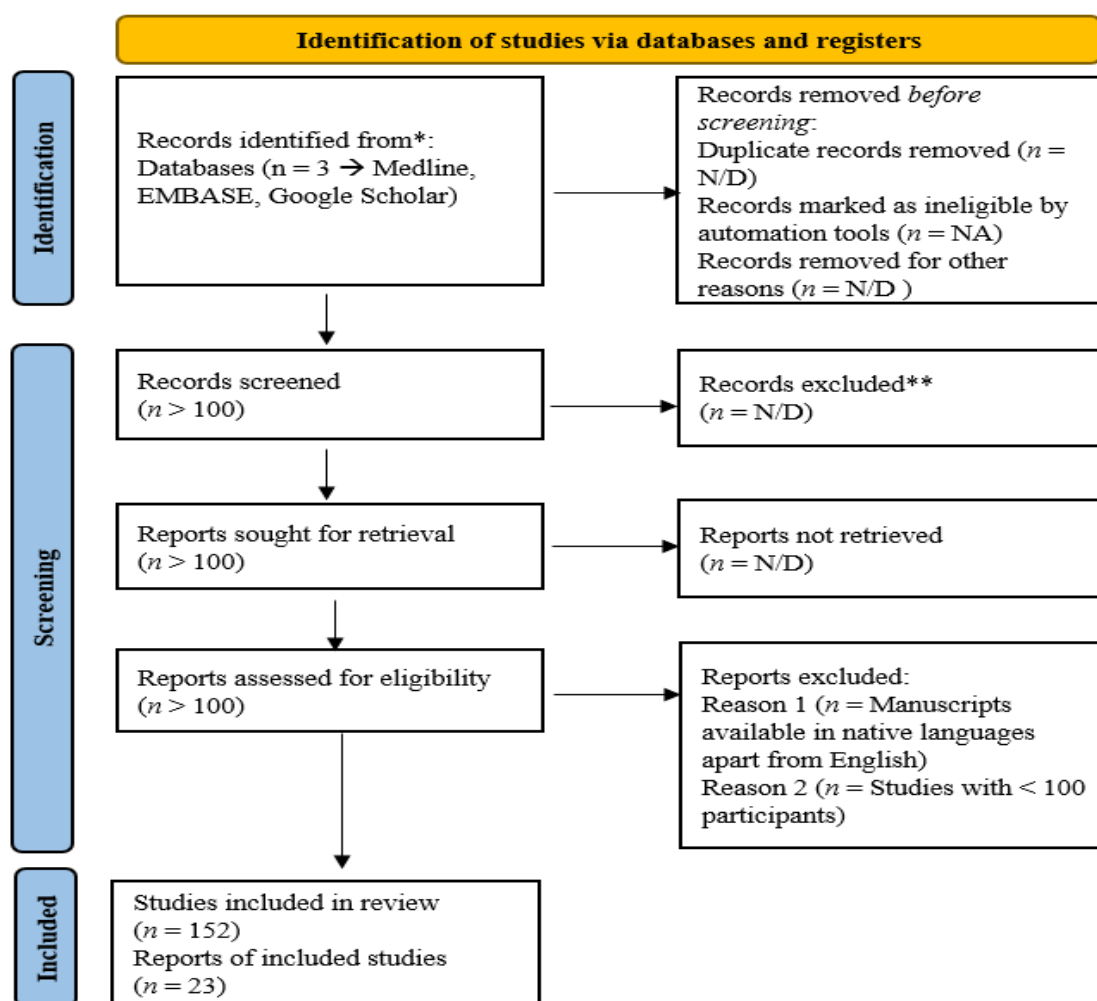 Identification of studies via databases and registers
Identification
Records identified from*:
Databases (n = 3 → Medline,
EMBASE, Google Scholar)
Records removed before
screening:
Duplicate records removed (n =
N/D)
Records marked as ineligible by
automation tools (n = NA)
Records removed for other
reasons (n = N/D )
Screening
Records screened
(n > 100)
Records excluded**
(n = N/D)
Reports sought for retrieval
(n > 100)
Reports not retrieved
(n = N/D)
Reports assessed for eligibility
(n > 100)
Reports excluded:
Reason 1 (n = Manuscripts
available in native languages
apart from English)
Reason 2 (n = Studies with < 100
participants)
Included
Studies included in review
(n = 152)
Reports of included studies
(n = 23)